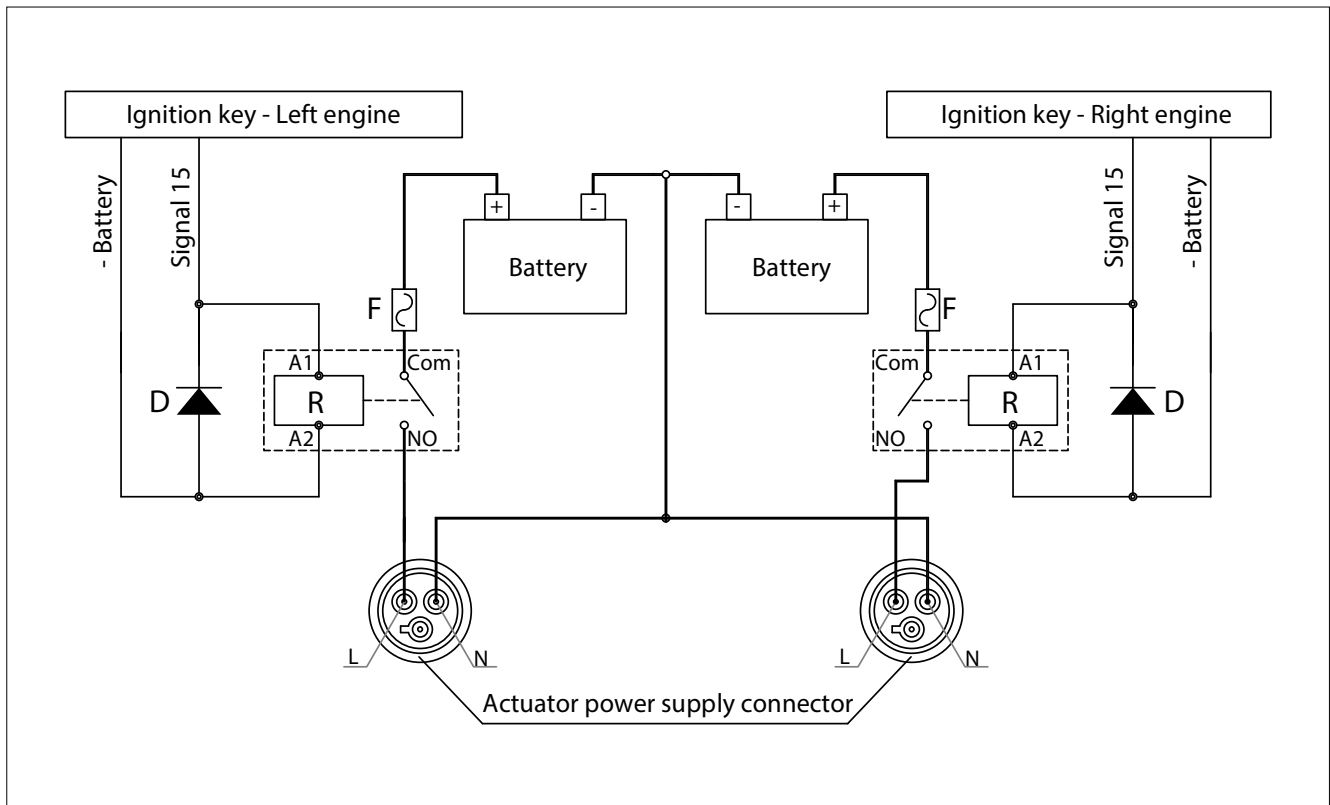 Ignition key - Left engine
Ignition key - Right engine
- Battery
Signal 15
Signal 15
- Battery
+
-
-
+
Battery
Battery
F
F
A1
Com
Com
A1
D
R
R
D
A2
NO
NO
A2
L
N
L
N
Actuator power supply connector